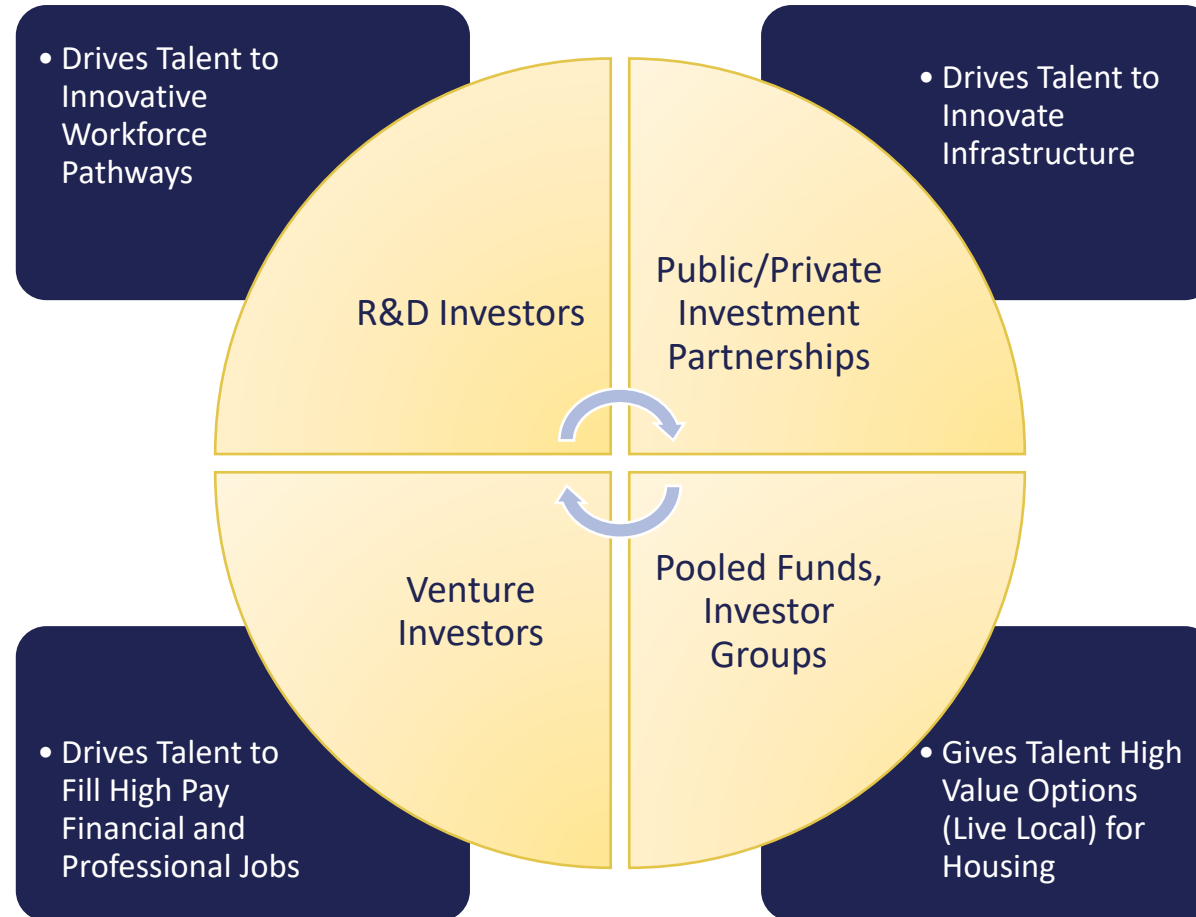 • Drives Talent to
Innovative
Workforce
Pathways
• Drives Talent to
Innovate
Infrastructure
R&D Investors
Public/Private
Investment
Partnerships
Venture
Investors
Pooled Funds,
Investor
Groups
• Drives Talent to
Fill High Pay
Financial and
Professional Jobs
• Gives Talent High
Value Options
(Live Local) for
Housing